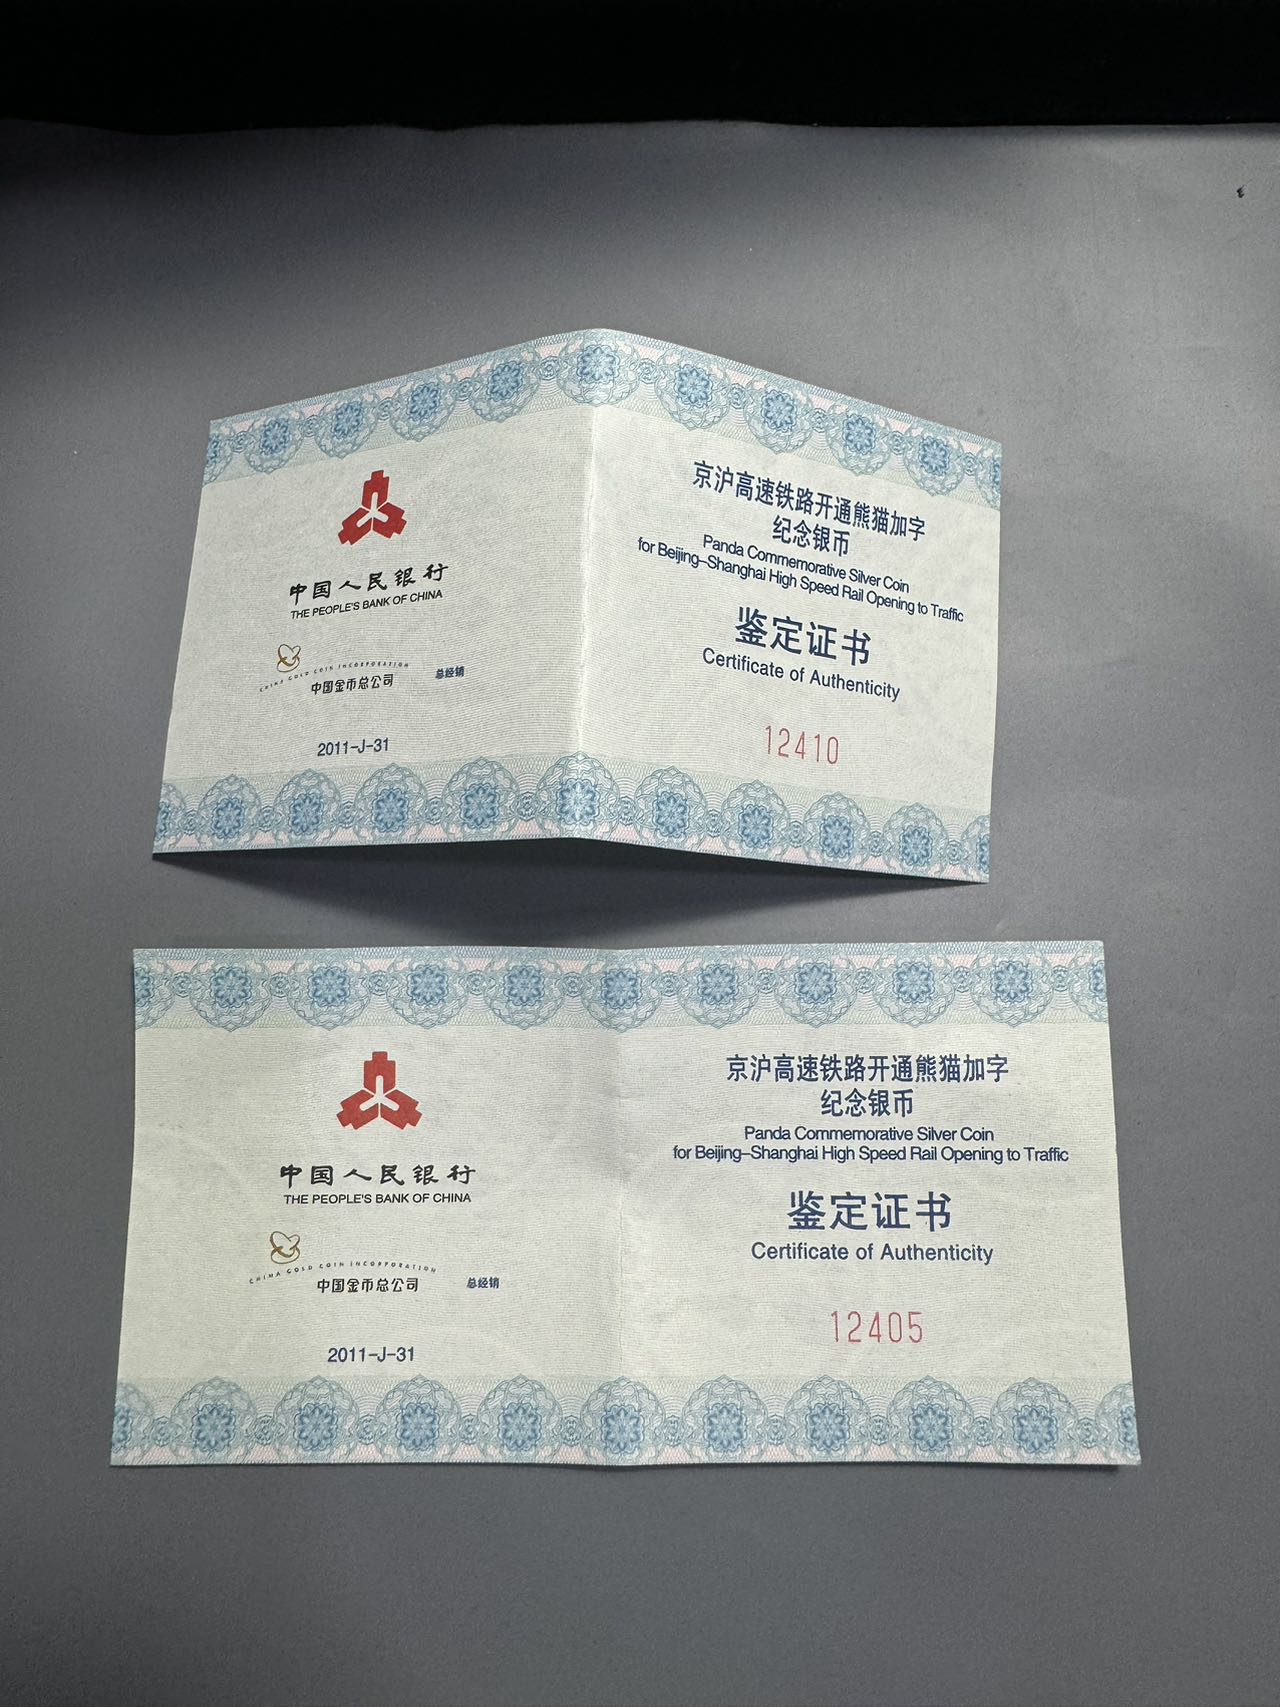 中国人民银行
THE PEOPLE'S BANK OF CHINA
CHINA GOLD COIN INCORPORATION
中国金币总公司 总经销
2011-J-31
京沪高速铁路开通熊猫加字
纪念银币
Panda Commemorative Silver Coin
for Beijing-Shanghai High Speed Rail Opening to Traffic
鉴定证书
Certificate of Authenticity
12410
中国人民银行
THE PEOPLE'S BANK OF CHINA
CHINA GOLD COIN INCORPORATION
中国金币总公司 总经销
2011-J-31
京沪高速铁路开通熊猫加字
纪念银币
Panda Commemorative Silver Coin
for Beijing-Shanghai High Speed Rail Opening to Traffic
鉴定证书
Certificate of Authenticity
12405